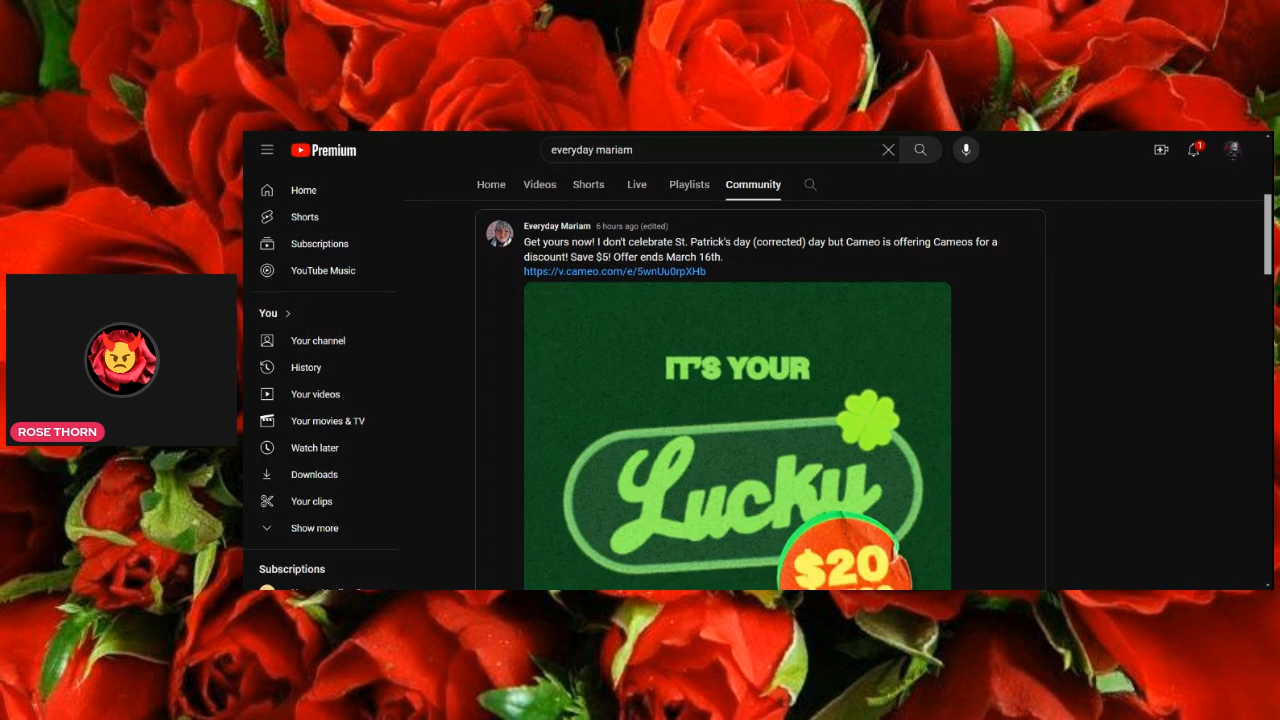 Premium
everyday mariam
1
Home
Videos
Shorts
Live
Playlists
Community
Home
Shorts
Subscriptions
YouTube Music
You
Your channel
History
Your videos
Your movies & TV
Watch later
Downloads
Your clips
Show more
Subscriptions
Everyday Mariam 6 hours ago (edited)
Get yours now! I don't celebrate St. Patrick's day (corrected) day but Cameo is offering Cameos for a
discount! Save $5! Offer ends March 16th.
https://v.cameo.com/e/5wnUu0rpXHb
IT'S YOUR
Lucky
$20
ROSE THORN